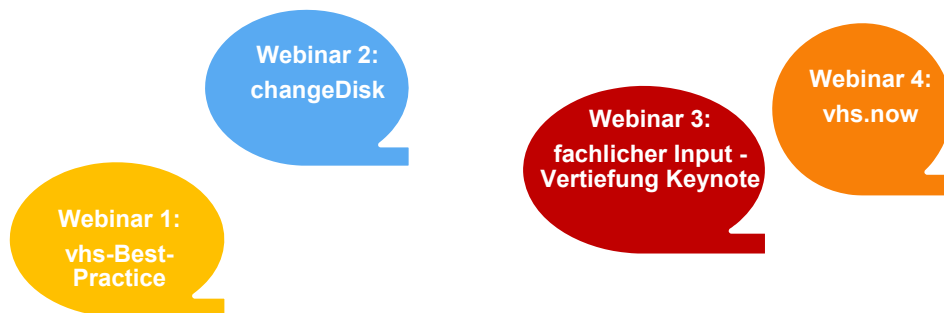 Webinar 1:
vhs-Best-
Practice
Webinar 2:
changeDisk
Webinar 3:
fachlicher Input -
Vertiefung Keynote
Webinar 4:
vhs.now